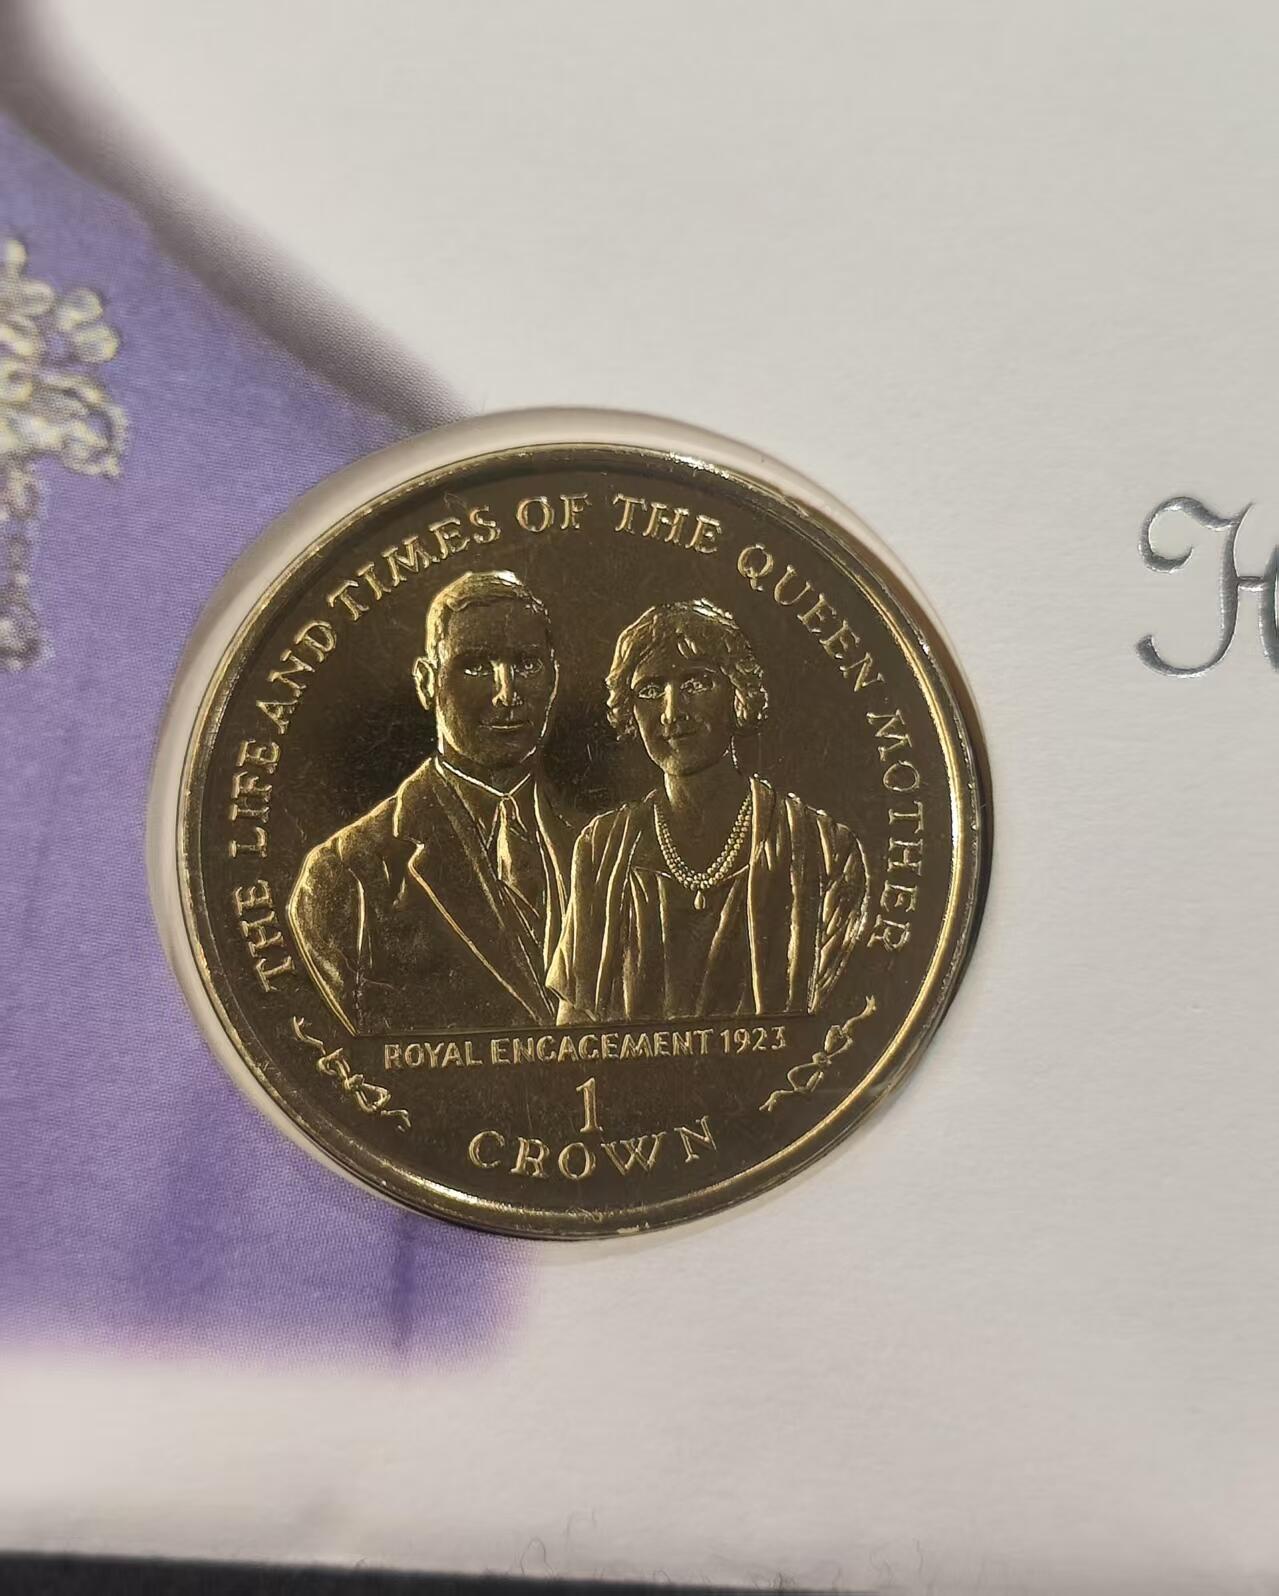 THE LIFE AND TIMES OF THE QUEEN MOTHER
ROYAL ENGAGEMENT 1923
1
CROWN
H